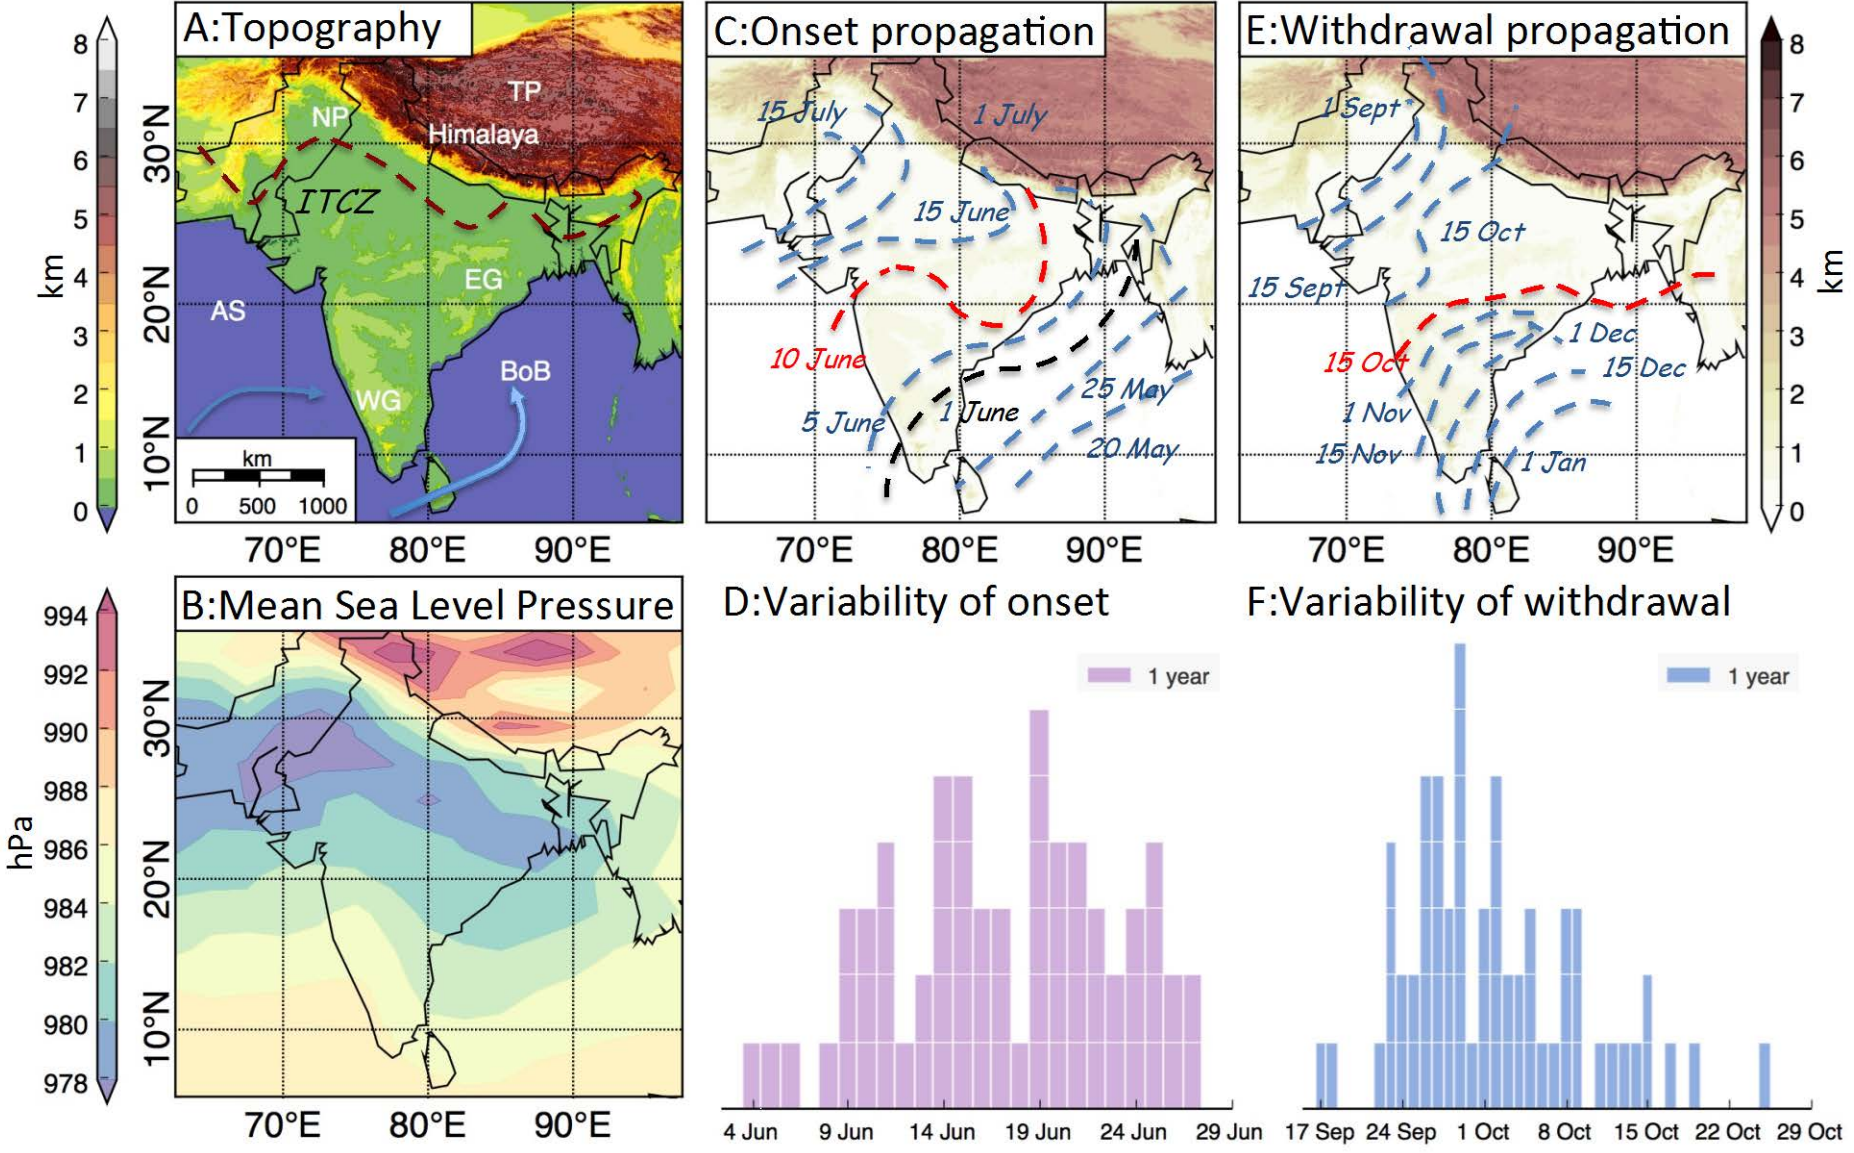 A:Topography
8
7
6
5
4
3
2
1
0
km
30°N
20°N
10°N
NP
TP
Himalaya
ITCZ
AS
EG
BoB
WG
km
0 500 1000
70°E 80°E 90°E
C:Onset propagation
15 July
1 July
15 June
10 June
25 May
5 June
1 June
20 May
70°E 80°E 90°E
E:Withdrawal propagation
1 Sept
15 Oct
15 Sept
1 Dec
15 Oct
15 Dec
1 Nov
15 Nov
1 Jan
70°E 80°E 90°E
8
7
6
5
4
3
2
1
0
km
B:Mean Sea Level Pressure
994
992
990
988
986
984
982
980
978
hPa
30°N
20°N
10°N
70°E 80°E 90°E
D:Variability of onset
1 year
4 Jun 9 Jun 14 Jun 19 Jun 24 Jun 29 Jun
F:Variability of withdrawal
1 year
17 Sep 24 Sep 1 Oct 8 Oct 15 Oct 22 Oct 29 Oct